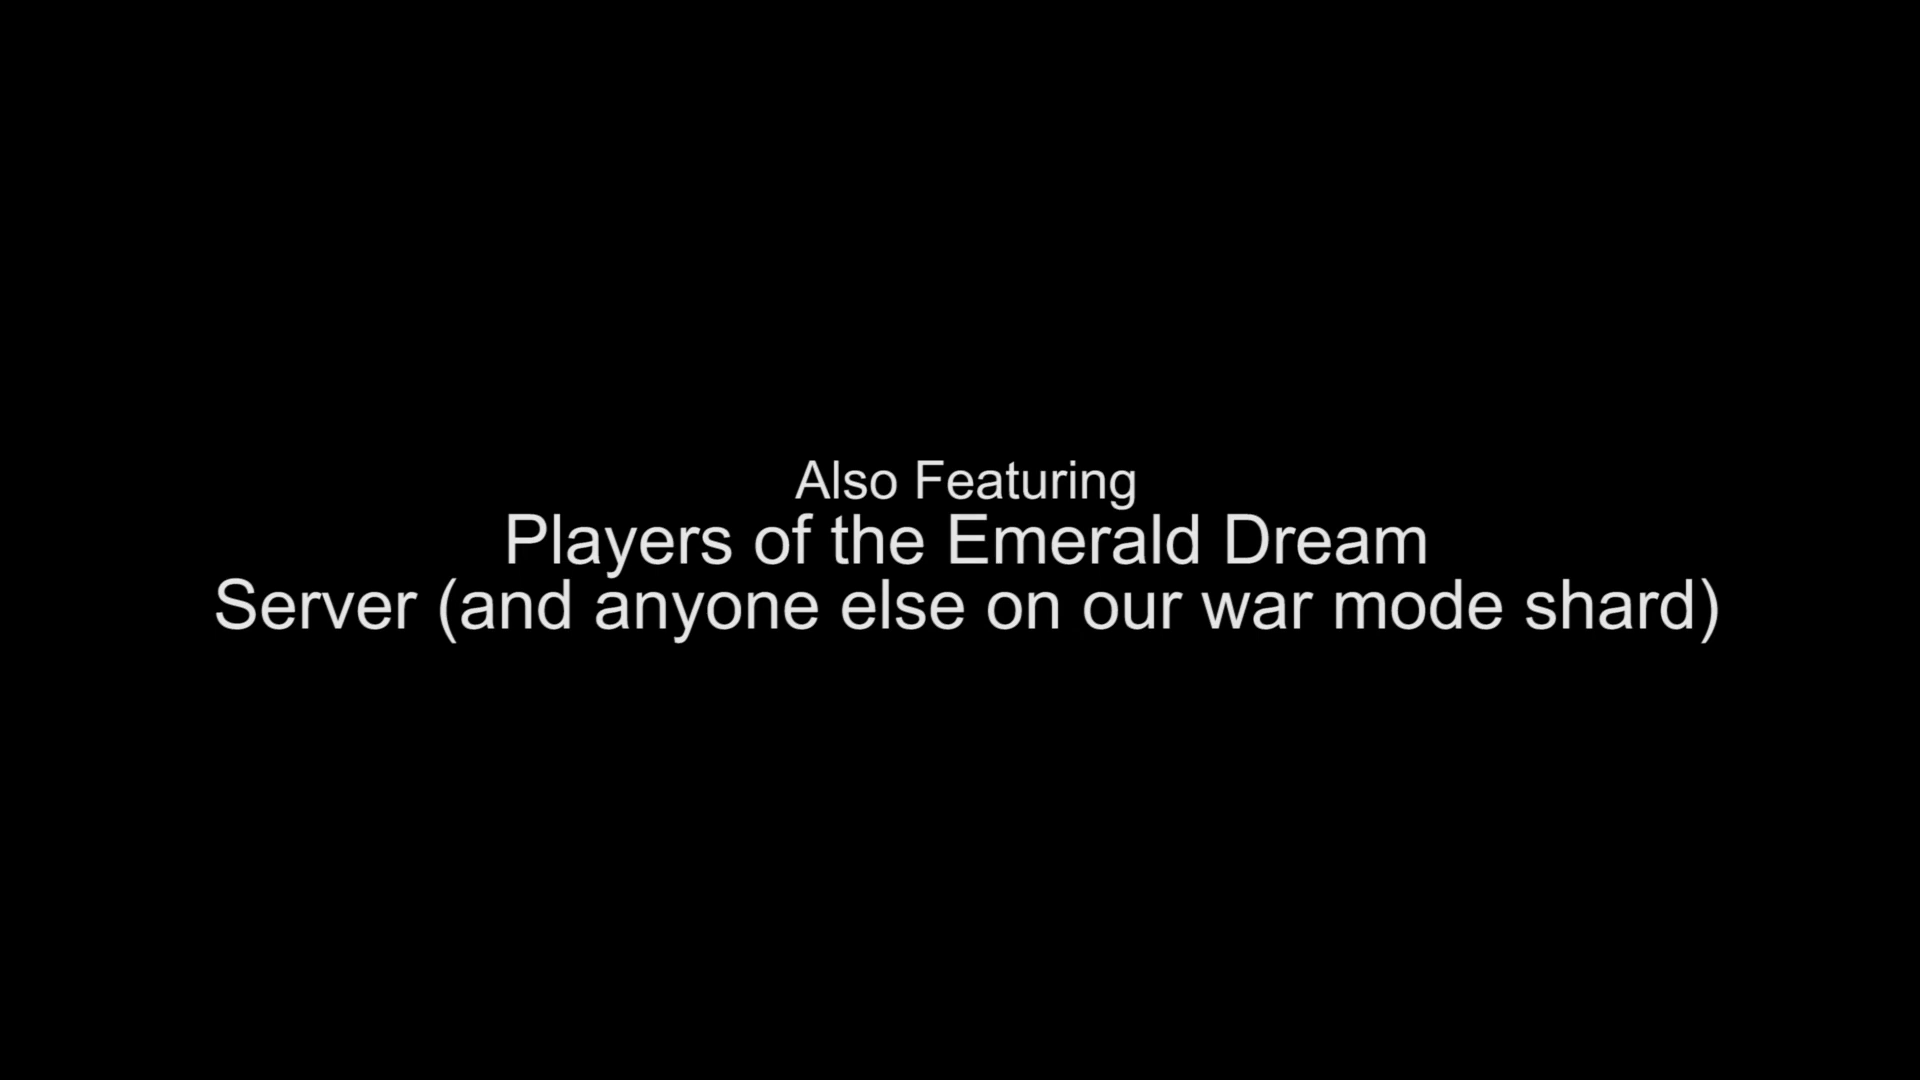 Also Featuring
Players of the Emerald Dream
Server (and anyone else on our war mode shard)